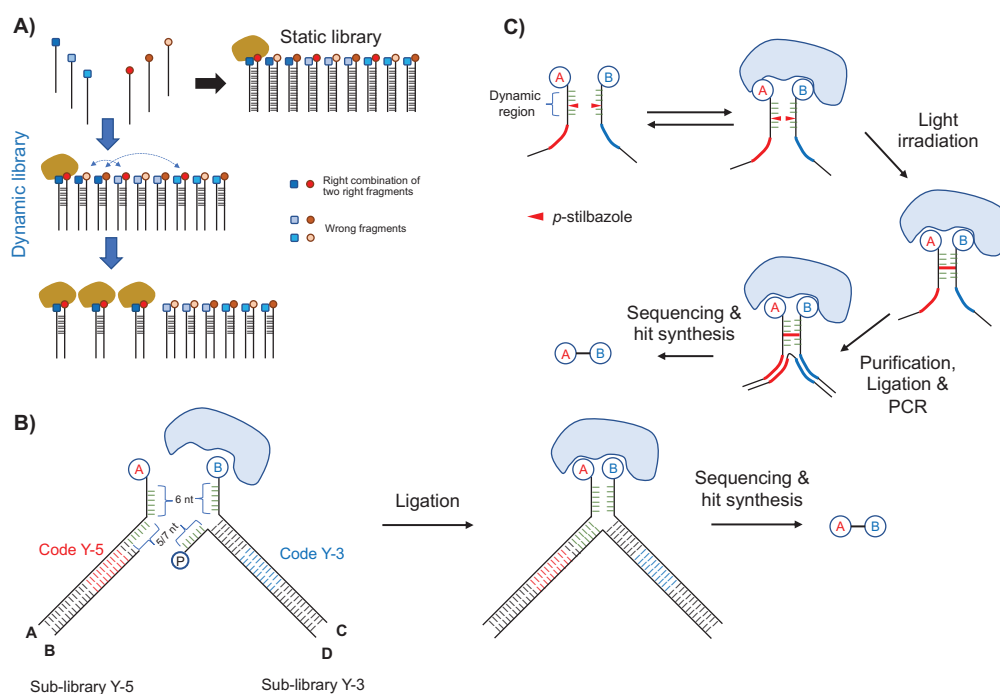 A)
Static library
Dynamic library
Right combination of
two right fragments
Wrong fragments
B)
A
B
6 nt
5/7 nt
Code Y-5
Code Y-3
P
A
B
C
D
Sub-library Y-5
Sub-library Y-3
Ligation
A
B
Sequencing &
hit synthesis
A
B
C)
A
B
Dynamic
region
p-stilbazole
A
B
Light
irradiation
A
B
Purification,
Ligation &
PCR
A
B
Sequencing &
hit synthesis
A
B